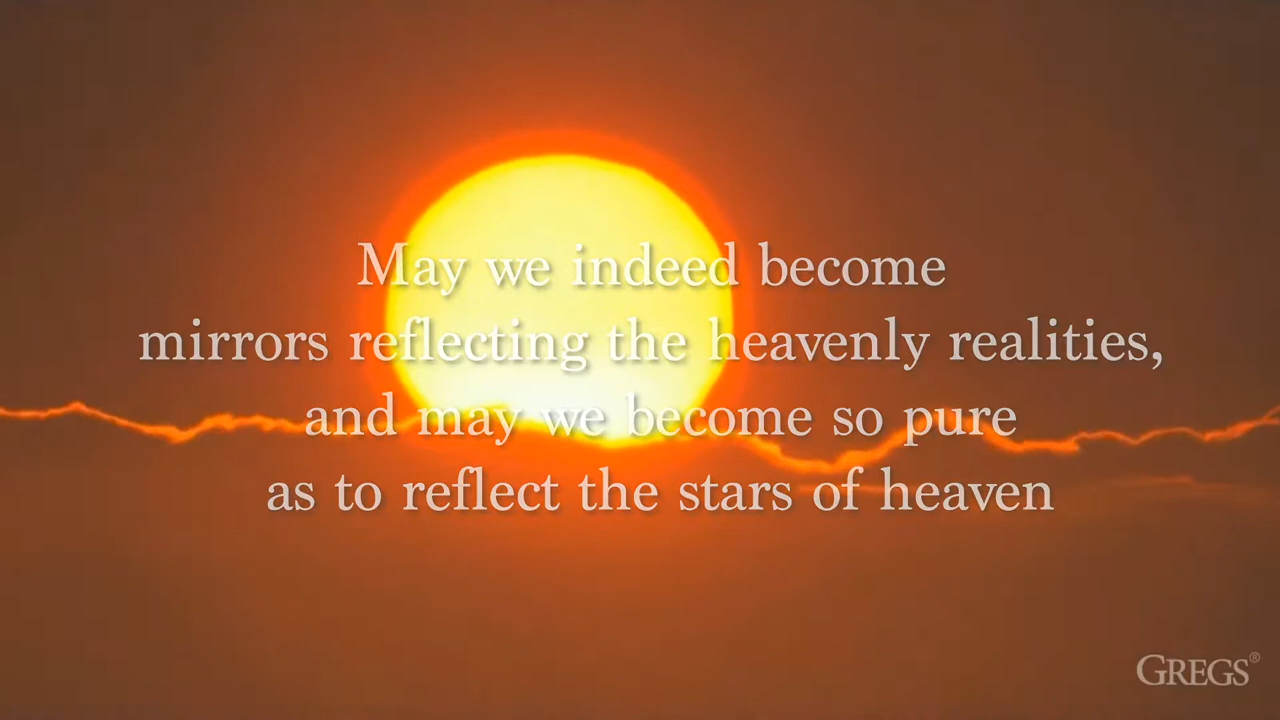 May we indeed become
mirrors reflecting the heavenly realities,
and may we become so pure
as to reflect the stars of heaven
GREGS®